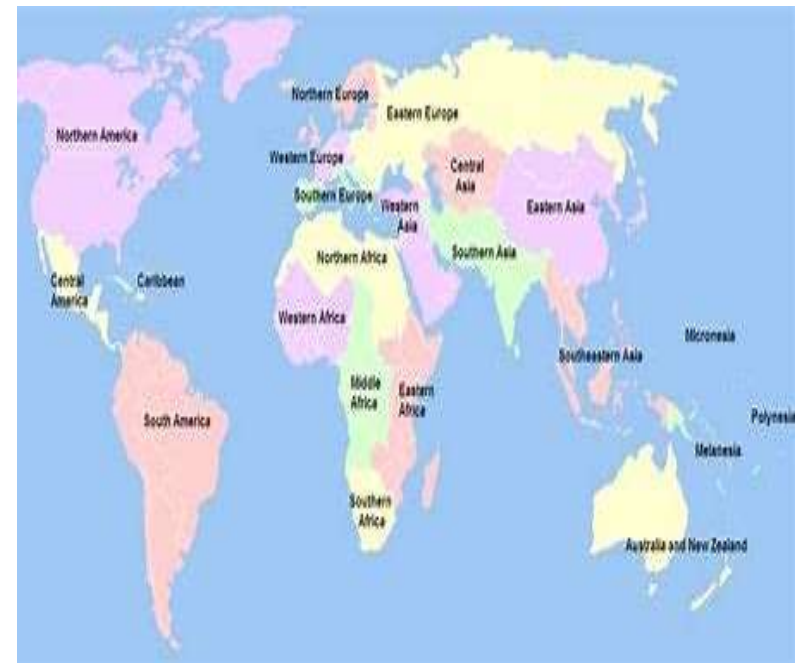 Northern Europe
Eastern Europe
Northern America
Western Europe
Central
Asia
Southern Europe
Western
Asia
Eastern Asia
Southern Asia
Northern Africa
Central
America
Caribbean
Western Africa
Micronesia
Southeastern Asia
Middle
Africa
Eastern
Africa
South America
Polynesia
Melanesia
Southern
Africa
Australia and New Zealand